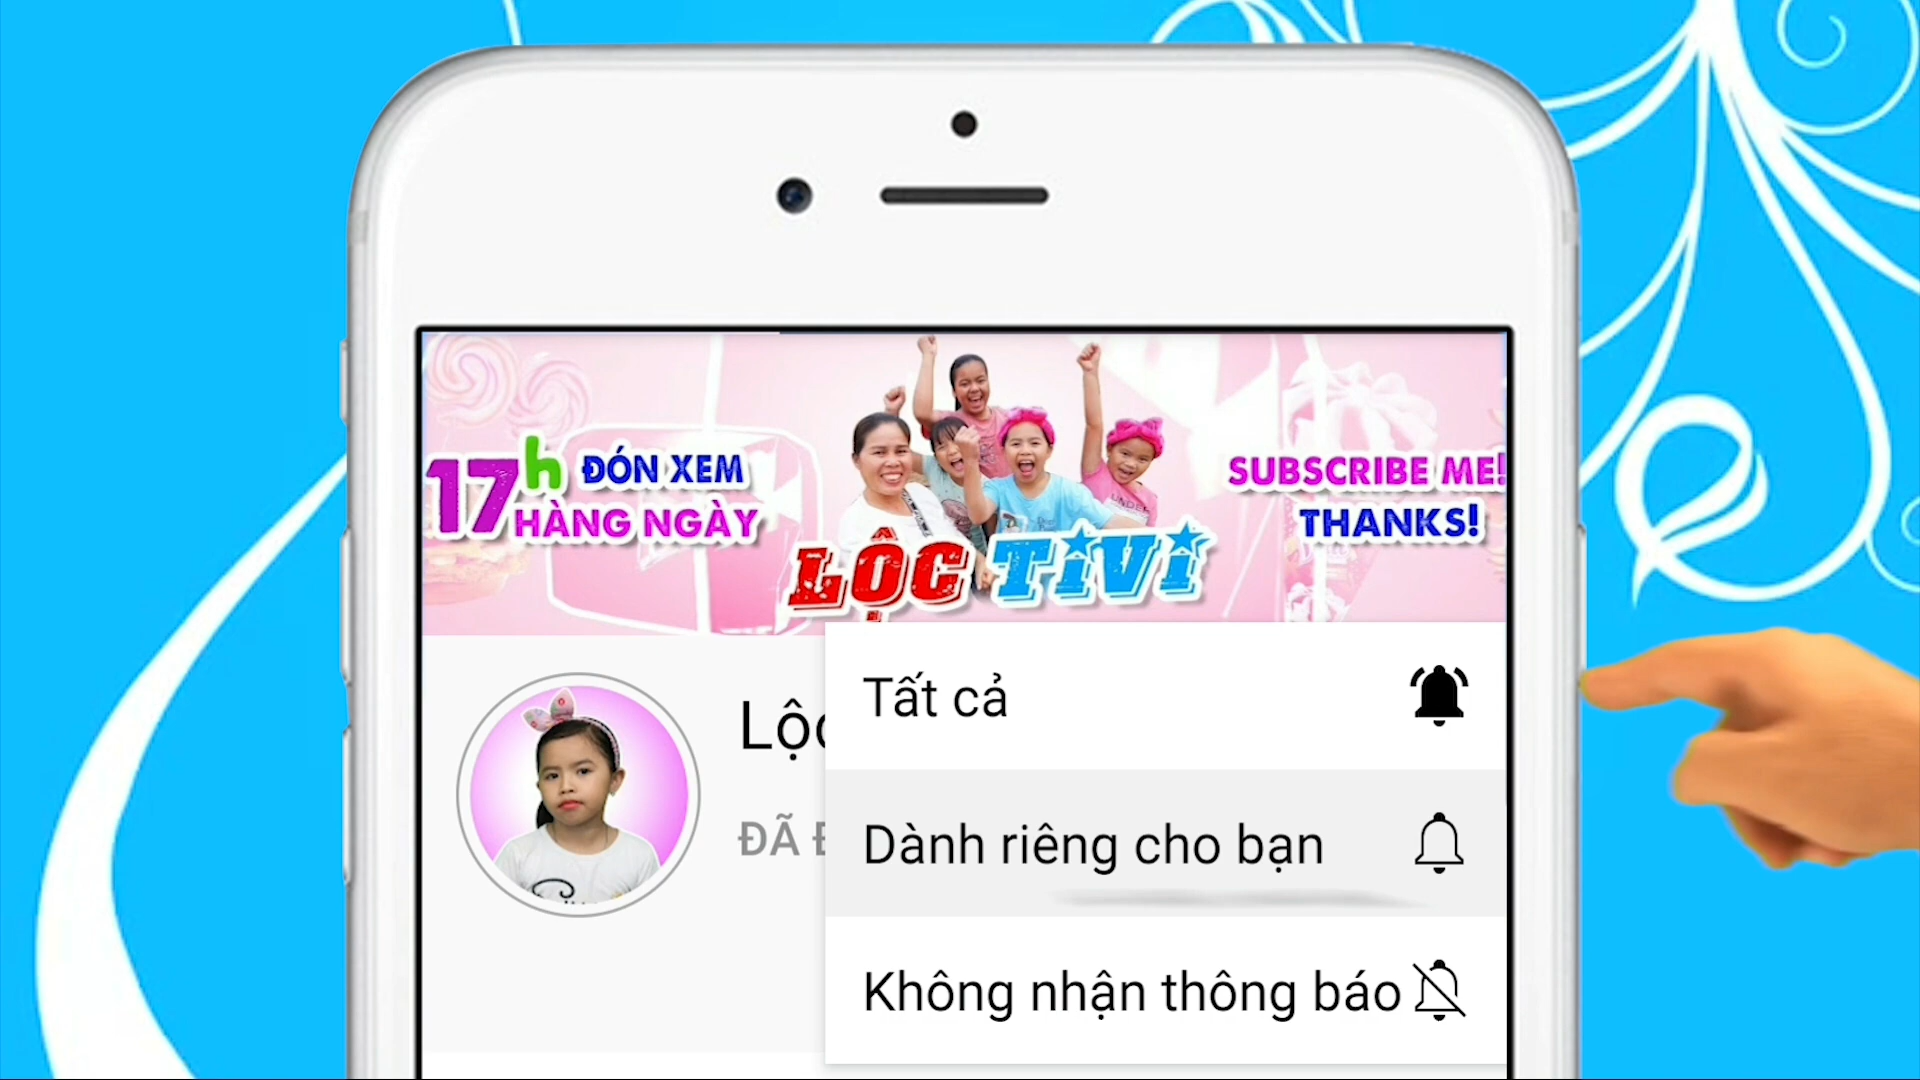 17h ĐÓN XEM
HÀNG NGÀY
LỘC TiVi
SUBSCRIBE ME!
THANKS!
Tất cả
Dành riêng cho bạn
Không nhận thông báo
ĐÃ